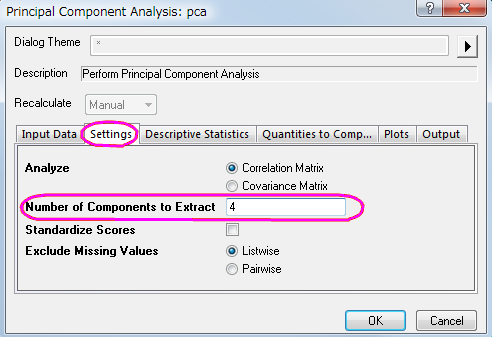 Principal Component Analysis: pca
Dialog Theme *
Description Perform Principal Component Analysis
Recalculate Manual
Input Data Settings Descriptive Statistics Quantities to Comp... Plots Output
Analyze Correlation Matrix
Covariance Matrix
Number of Components to Extract 4
Standardize Scores
Exclude Missing Values Listwise
Pairwise
OK Cancel